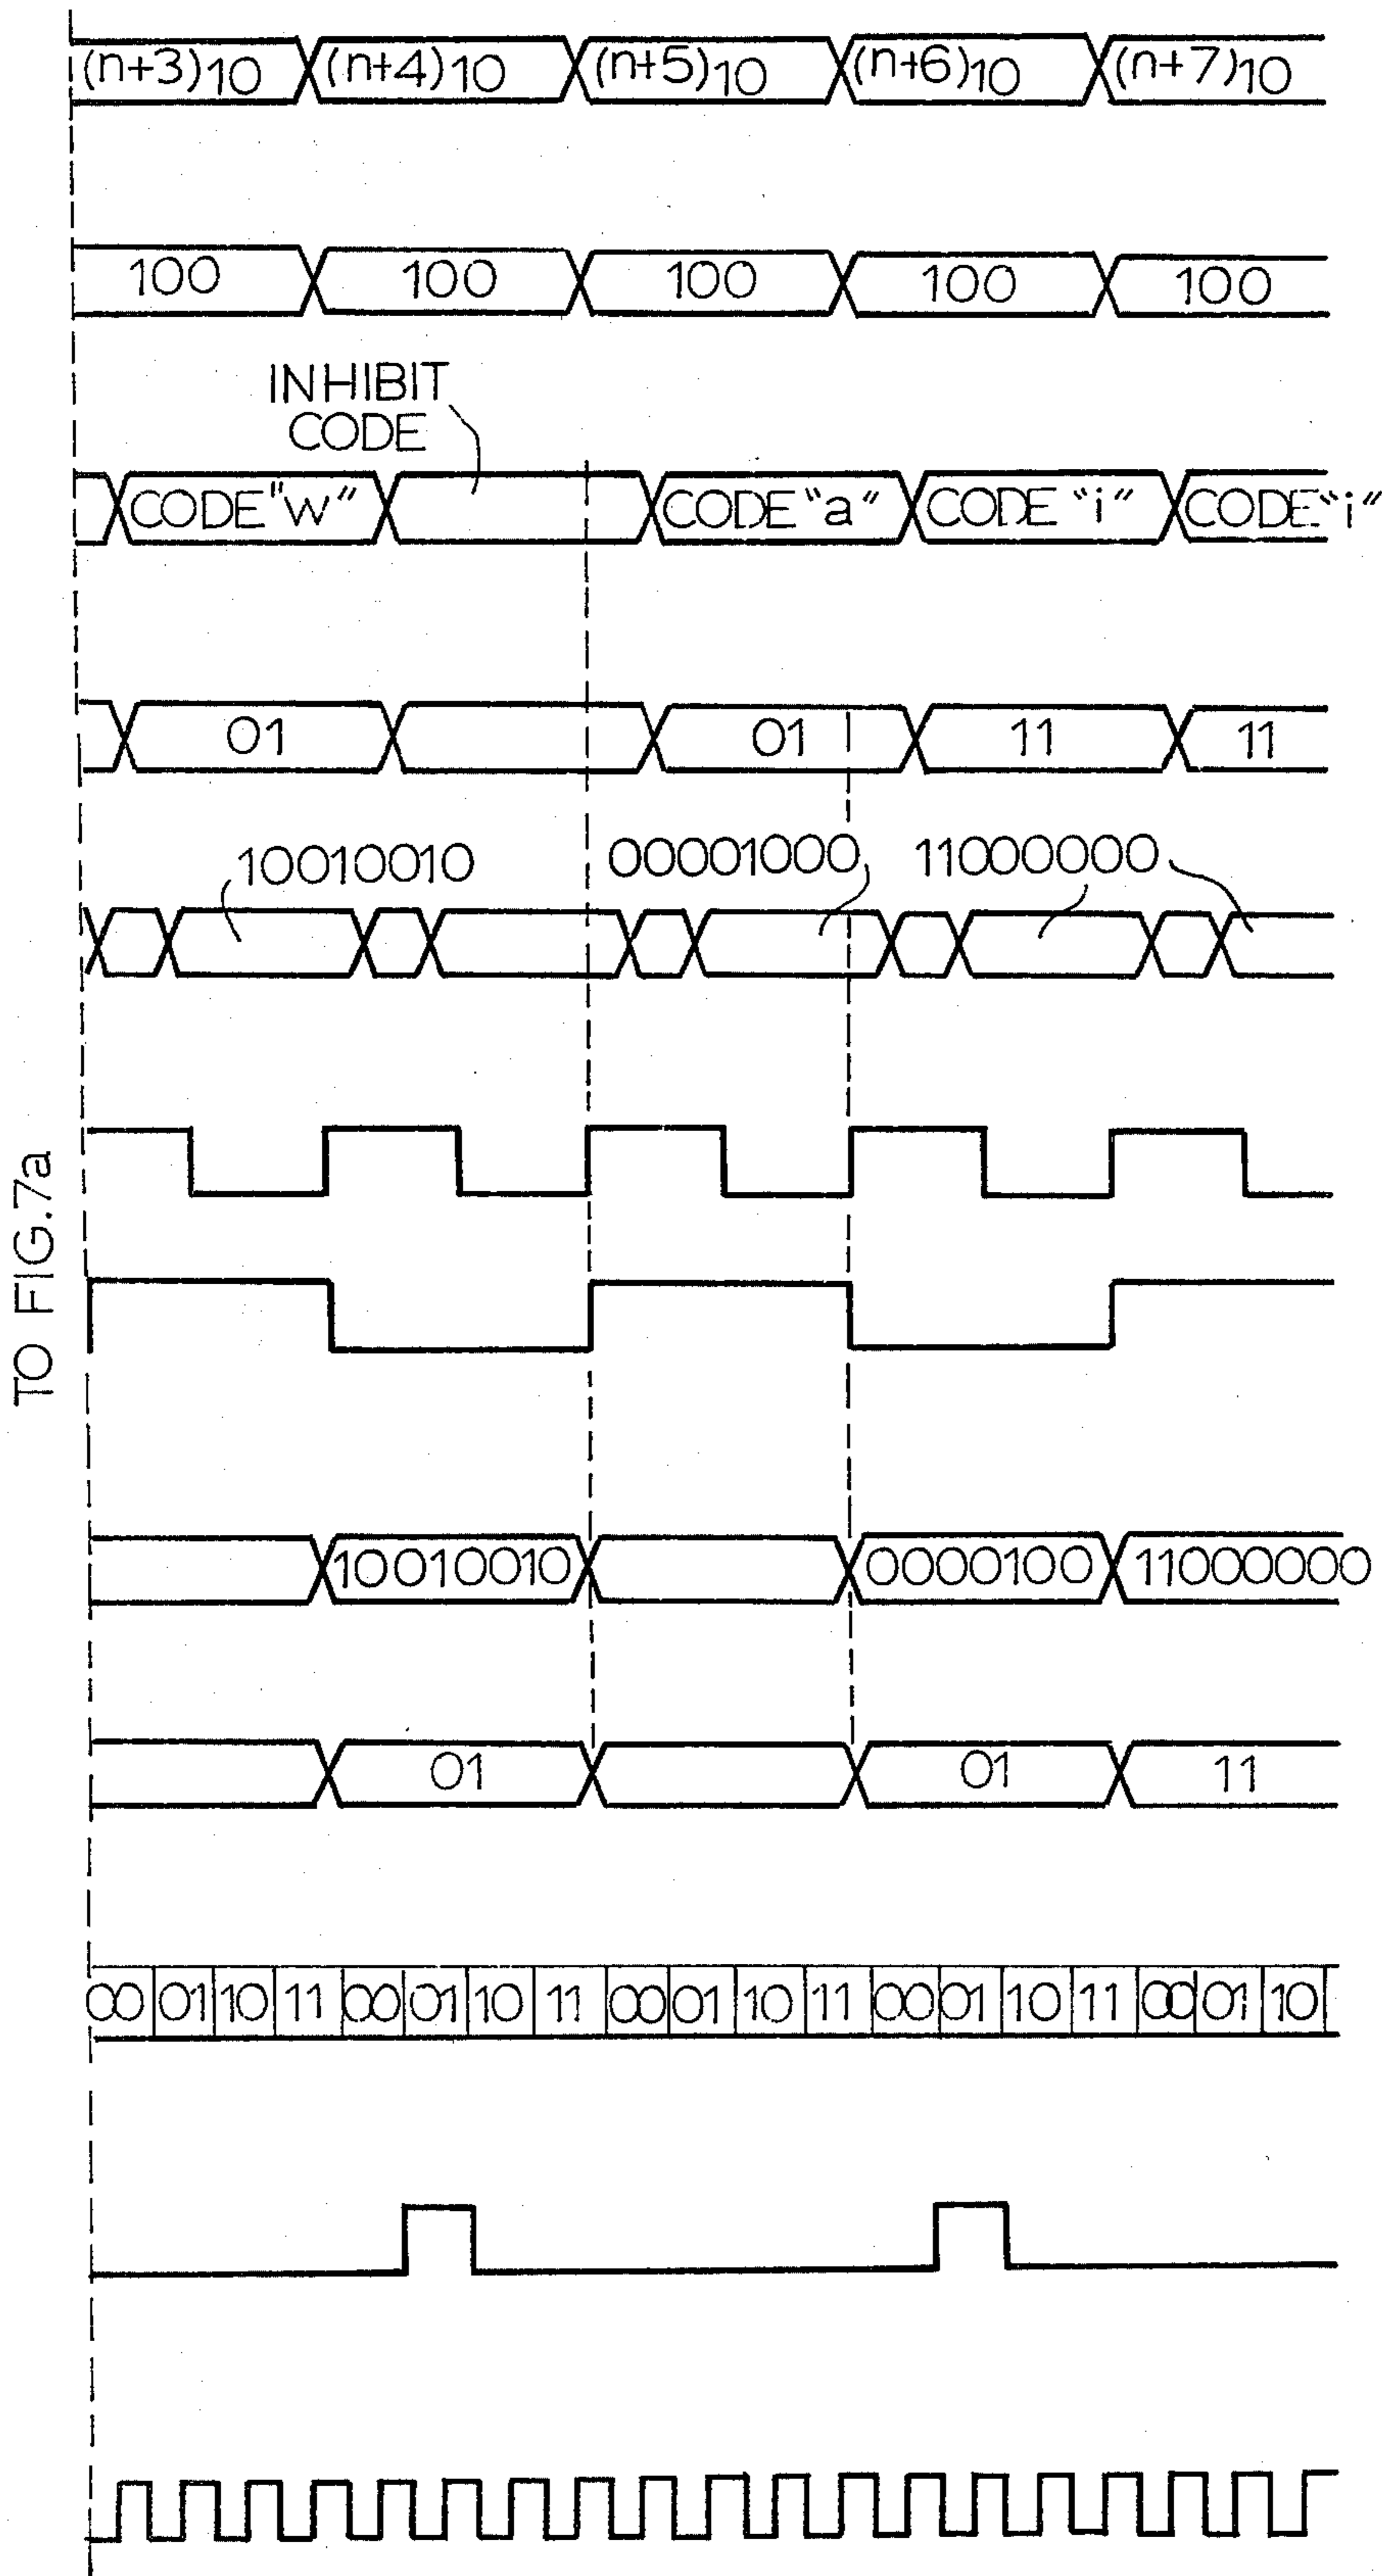 (n+3)10 (n+4)10 (n+5)10 (n+6)10 (n+7)10
100 100 100 100 100
INHIBIT
CODE
CODE "w" CODE "a" CODE "i" CODE "i"
01 01 11 11
10010010 00001000 11000000
TO FIG.7a
10010010 0000100 11000000
01 01 11
00 01 10 11 00 01 10 11 00 01 10 11 00 01 10 11 00 01 10